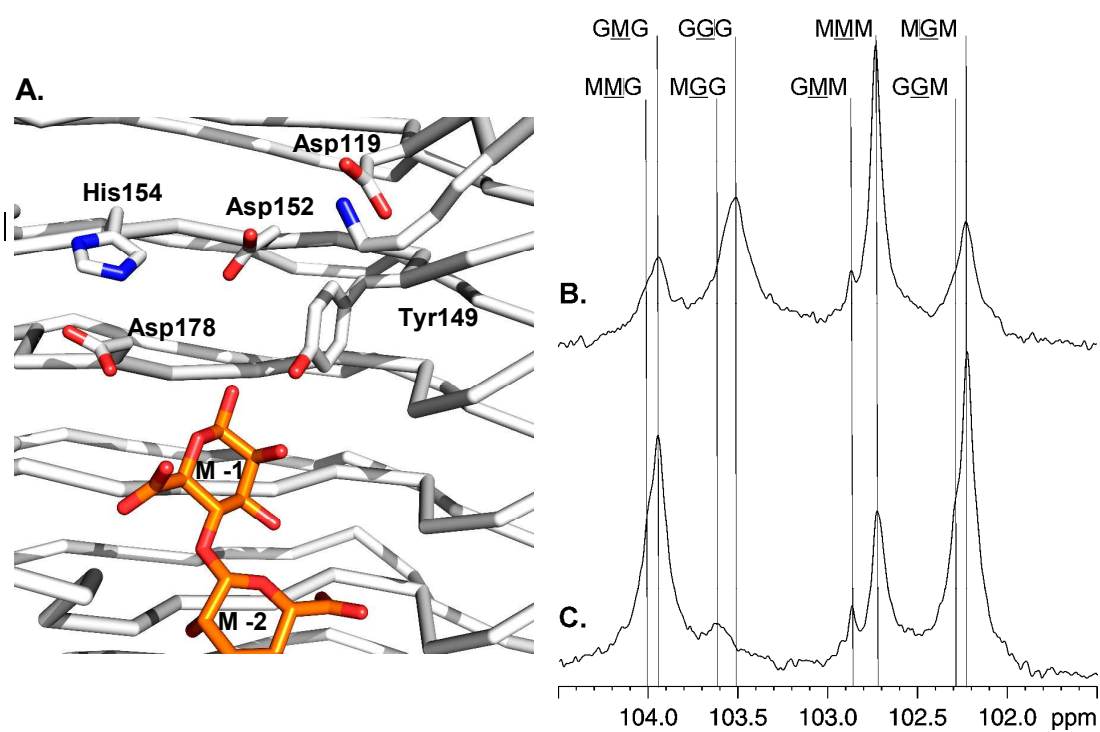 A.
Asp119
His154
Asp152
Asp178
Tyr149
M -1
M -2
GMG GGG MMM MGM
MMG MGG GMM GGM
B.
C.
104.0 103.5 103.0 102.5 102.0 ppm